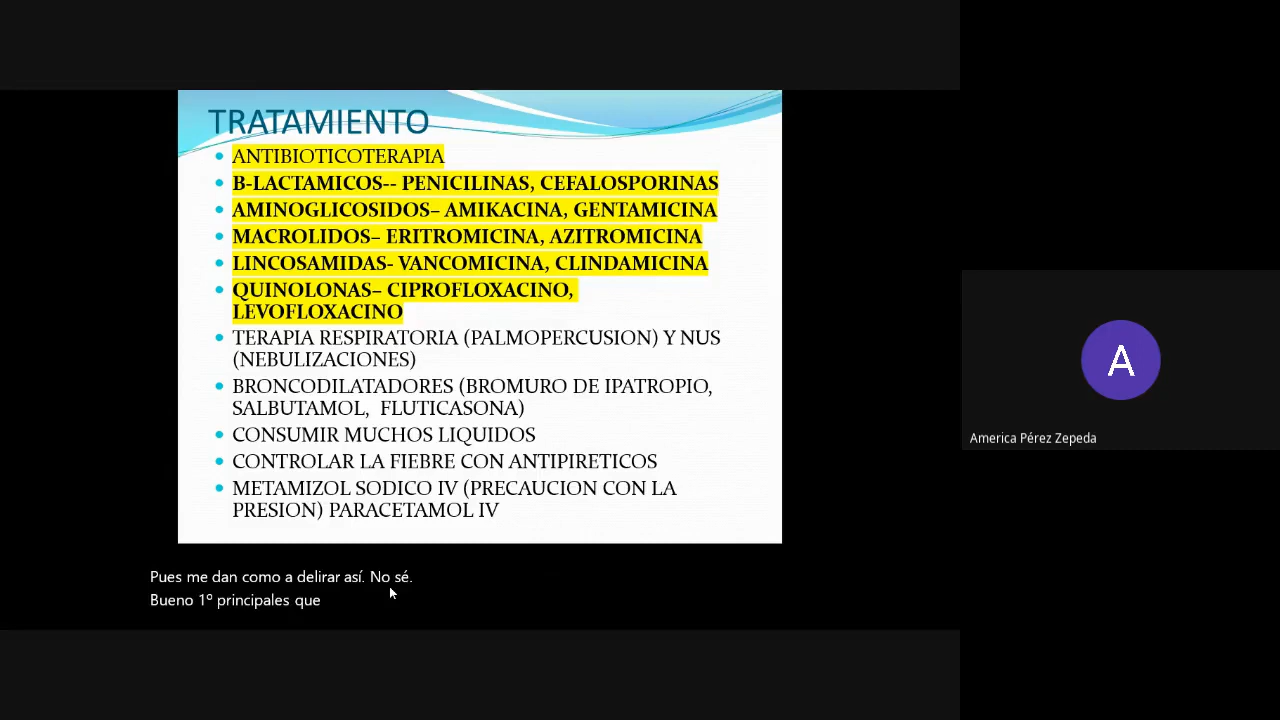 TRATAMIENTO
ANTIBIOTICOTERAPIA
B-LACTAMICOS-- PENICILINAS, CEFALOSPORINAS
AMINOGLICOSIDOS– AMIKACINA, GENTAMICINA
MACROLIDOS– ERITROMICINA, AZITROMICINA
LINCOSAMIDAS- VANCOMICINA, CLINDAMICINA
QUINOLONAS– CIPROFLOXACINO,
LEVOFLOXACINO
TERAPIA RESPIRATORIA (PALMOPERCUSION) Y NUS
(NEBULIZACIONES)
BRONCODILATADORES (BROMURO DE IPATROPIO,
SALBUTAMOL, FLUTICASONA)
CONSUMIR MUCHOS LIQUIDOS
CONTROLAR LA FIEBRE CON ANTIPIRETICOS
METAMIZOL SODICO IV (PRECAUCION CON LA
PRESION) PARACETAMOL IV
A
America Pérez Zepeda
Pues me dan como a delirar así. No sé.
Bueno 1º principales que